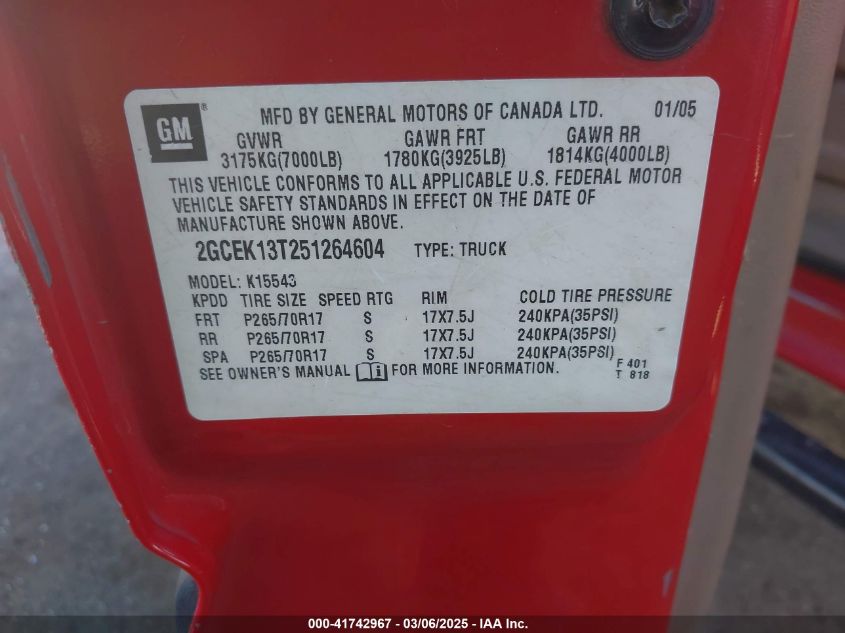 GM ® MFD BY GENERAL MOTORS OF CANADA LTD. 01/05
GVWR GAWR FRT GAWR RR
3175KG(7000LB) 1780KG(3925LB) 1814KG(4000LB)
THIS VEHICLE CONFORMS TO ALL APPLICABLE U.S. FEDERAL MOTOR
VEHICLE SAFETY STANDARDS IN EFFECT ON THE DATE OF
MANUFACTURE SHOWN ABOVE.
2GCEK13T251264604 TYPE: TRUCK
MODEL: K15543
KPDD TIRE SIZE SPEED RTG RIM COLD TIRE PRESSURE
FRT P265/70R17 S 17X7.5J 240KPA(35PSI)
RR P265/70R17 S 17X7.5J 240KPA(35PSI)
SPA P265/70R17 S 17X7.5J 240KPA(35PSI)
SEE OWNER'S MANUAL FOR MORE INFORMATION. F 401
T 818
000-41742967 — 03/06/2025 - IAA Inc.